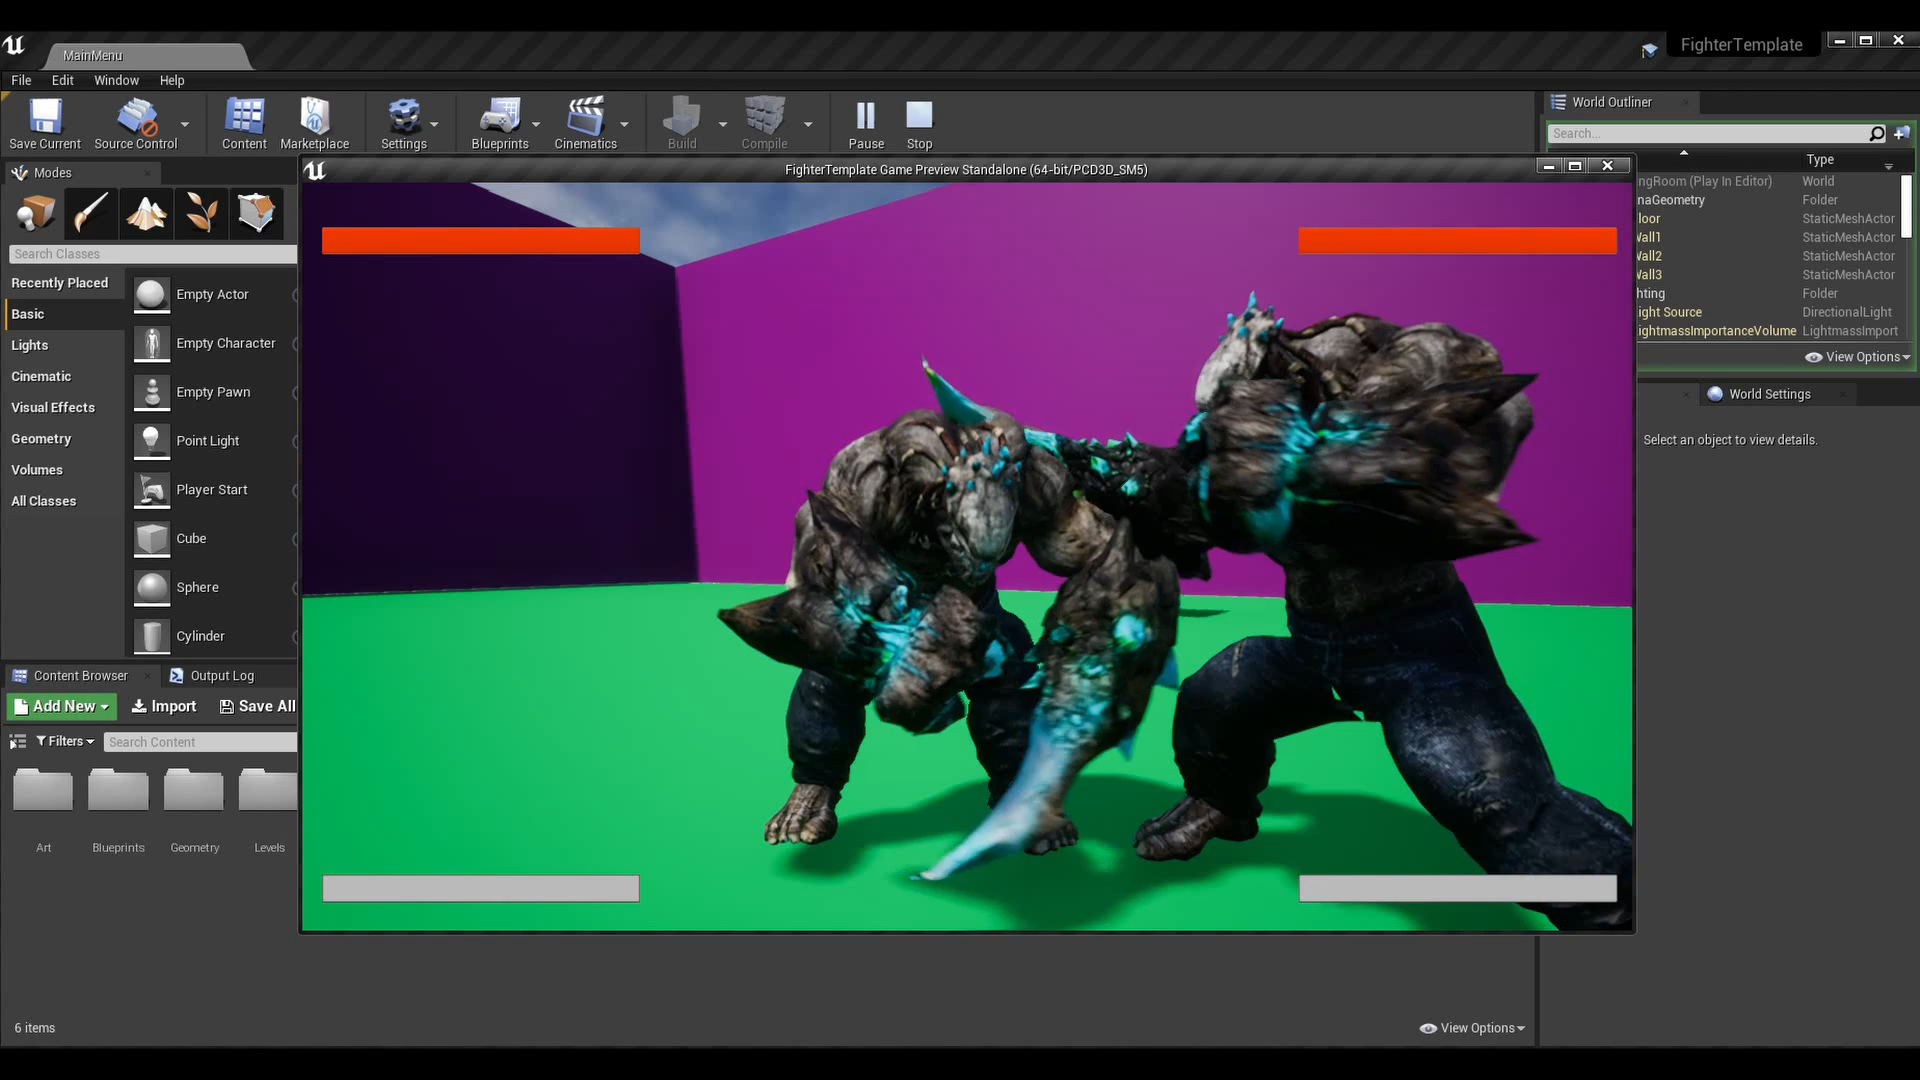 MainMenu
FighterTemplate
File Edit Window Help
Save Current Source Control Content Marketplace Settings Blueprints Cinematics Build Compile Pause Stop
World Outliner
Search...
Type
FighterTemplate Game Preview Standalone (64-bit/PCD3D_SM5)
Modes
Search Classes
Recently Placed
Basic
Lights
Cinematic
Visual Effects
Geometry
Volumes
All Classes
Empty Actor
Empty Character
Empty Pawn
Point Light
Player Start
Cube
Sphere
Cylinder
ngRoom (Play In Editor) World
naGeometry Folder
loor StaticMeshActor
Wall1 StaticMeshActor
Wall2 StaticMeshActor
Wall3 StaticMeshActor
hting Folder
ight Source DirectionalLight
ightmassImportanceVolume LightmassImport
View Options
World Settings
Select an object to view details.
Content Browser Output Log
Add New Import Save All
Filters Search Content
Art Blueprints Geometry Levels
6 items
View Options